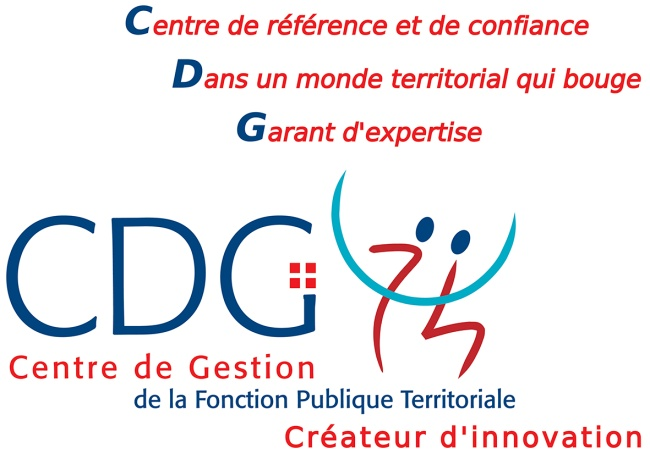 Centre de référence et de confiance
Dans un monde territorial qui bouge
Garant d'expertise
CDG
Centre de Gestion
de la Fonction Publique Territoriale
Créateur d'innovation